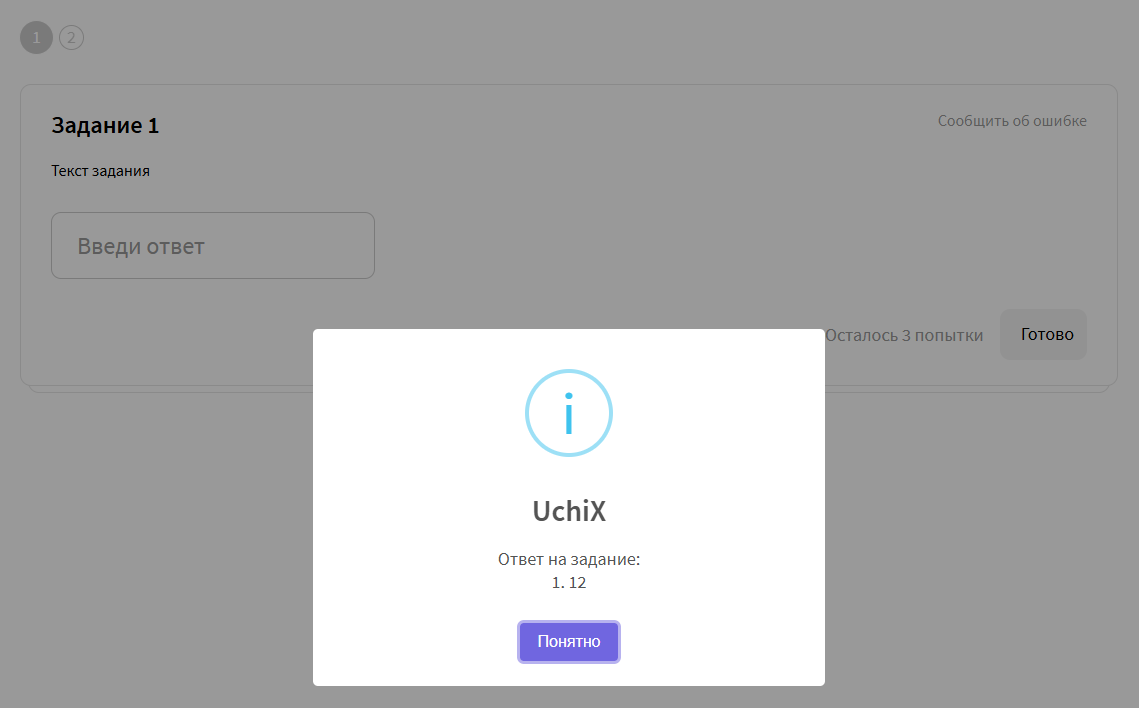 1 2
Задание 1
Сообщить об ошибке
Текст задания
Введи ответ
Осталось 3 попытки
Готово
i
UchiX
Ответ на задание:
1. 12
Понятно